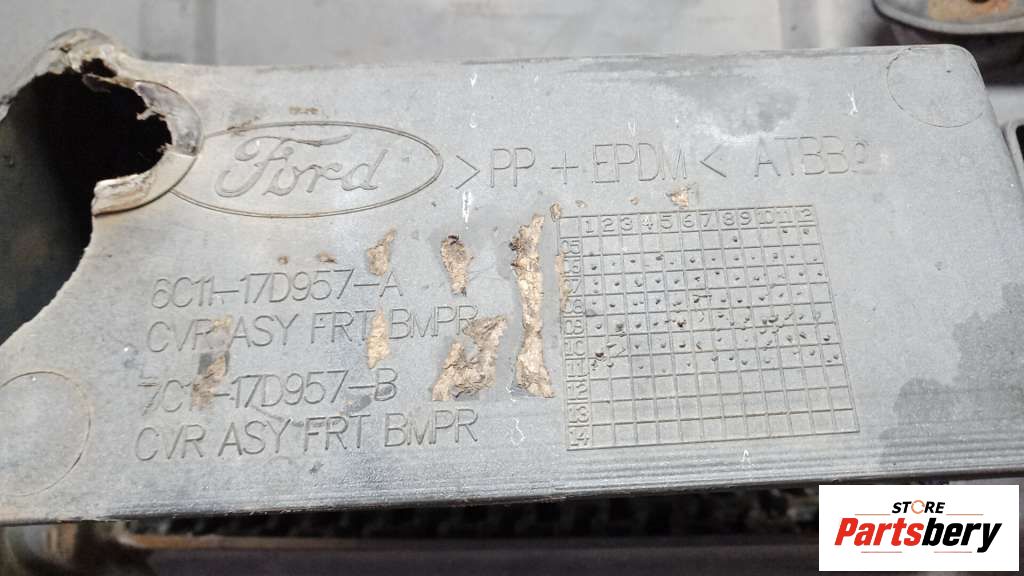 Ford >PP + EPDM< ATBB2
1 2 3 4 5 6 7 8 9 10 11 12
05
06
07
08
09
10
11
12
13
14
6C11-17D957-A
CVR ASY FRT BMPR
7C11-17D957-B
CVR ASY FRT BMPR
STORE
Partsbery